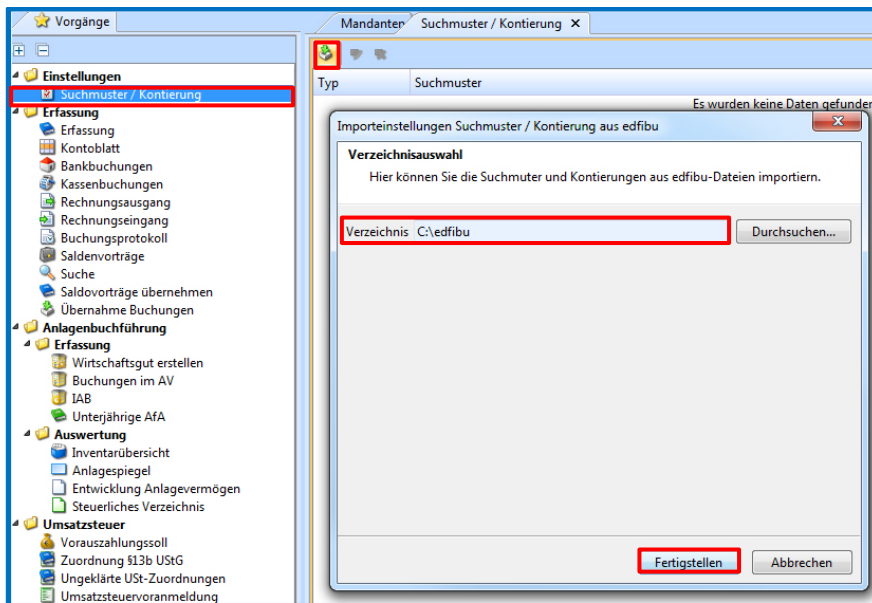 Vorgänge
Einstellungen
Suchmuster / Kontierung
Erfassung
Erfassung
Kontoblatt
Bankbuchungen
Kassenbuchungen
Rechnungsausgang
Rechnungseingang
Buchungsprotokoll
Saldenvorträge
Suche
Saldovorträge übernehmen
Übernahme Buchungen
Anlagenbuchführung
Erfassung
Wirtschaftsgut erstellen
Buchungen im AV
IAB
Unterjährige AfA
Auswertung
Inventarübersicht
Anlagespiegel
Entwicklung Anlagevermögen
Steuerliches Verzeichnis
Umsatzsteuer
Vorauszahlungssoll
Zuordnung §13b UStG
Ungeklärte USt-Zuordnungen
Umsatzsteuervoranmeldung
Mandanten Suchmuster / Kontierung
Typ Suchmuster
Es wurden keine Daten gefunden
Importeinstellungen Suchmuster / Kontierung aus edfibu
Verzeichnisauswahl
Hier können Sie die Suchmuter und Kontierungen aus edfibu-Dateien importieren.
Verzeichnis C:\edfibu Durchsuchen...
Fertigstellen Abbrechen